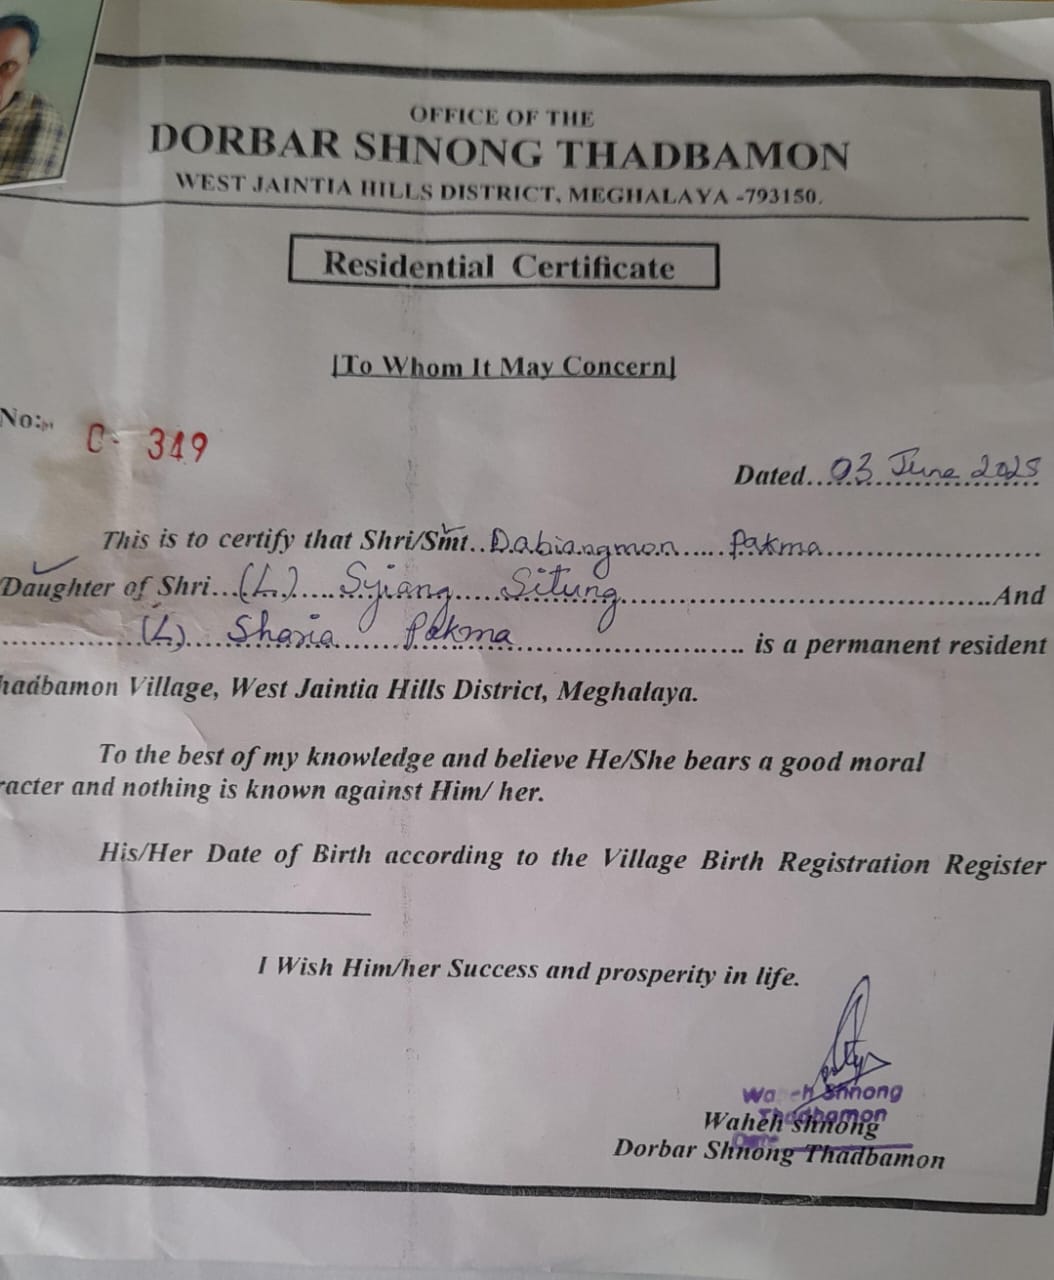 OFFICE OF THE
DORBAR SHNONG THADBAMON
WEST JAINTIA HILLS DISTRICT, MEGHALAYA -793150.
Residential Certificate
[To Whom It May Concern]
No:-
C- 349
Dated...03 June 2025
This is to certify that Shri/Smt..Dabiangmon.....Pakma........................
Daughter of Shri...(L).....Syiang.....Situng.......................................And
..............(L)....Sharia......Pakma......................... is a permanent resident
hadbamon Village, West Jaintia Hills District, Meghalaya.
To the best of my knowledge and believe He/She bears a good moral
racter and nothing is known against Him/ her.
His/Her Date of Birth according to the Village Birth Registration Register
I Wish Him/her Success and prosperity in life.
Waheh Shnong
Thadbamon
Date
Waheh shnong
Dorbar Shnong Thadbamon